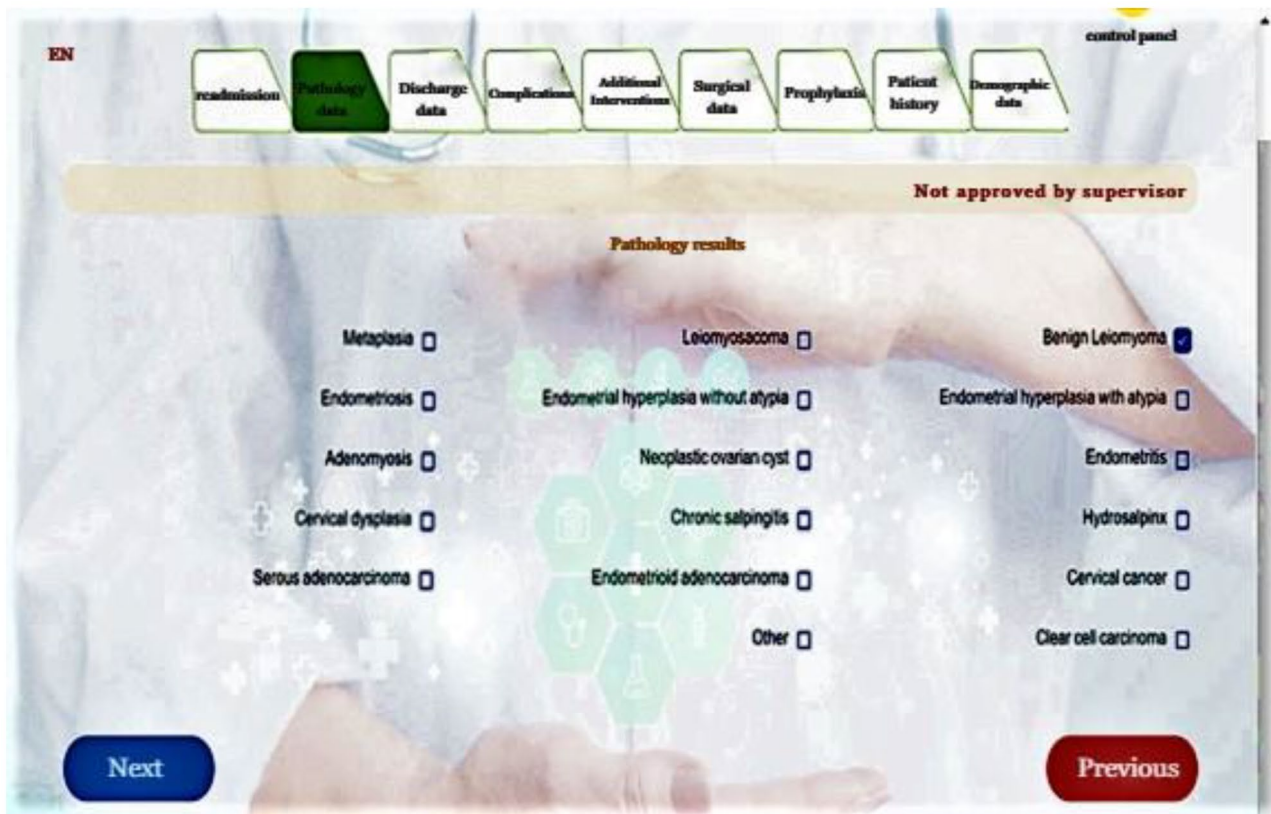 control panel
EN
readmission
Pathology data
Discharge data
Complications
Additional Interventions
Surgical data
Prophylaxis
Patient history
Demographic data
Not approved by supervisor
Pathology results
Metaplasia
Leiomyosacoma
Benign Leiomyoma
Endometriosis
Endometrial hyperplasia without atypia
Endometrial hyperplasia with atypia
Adenomyosis
Neoplastic ovarian cyst
Endometritis
Cervical dysplasia
Chronic salpingitis
Hydrosalpinx
Serous adenocarcinoma
Endometrioid adenocarcinoma
Cervical cancer
Other
Clear cell carcinoma
Next
Previous